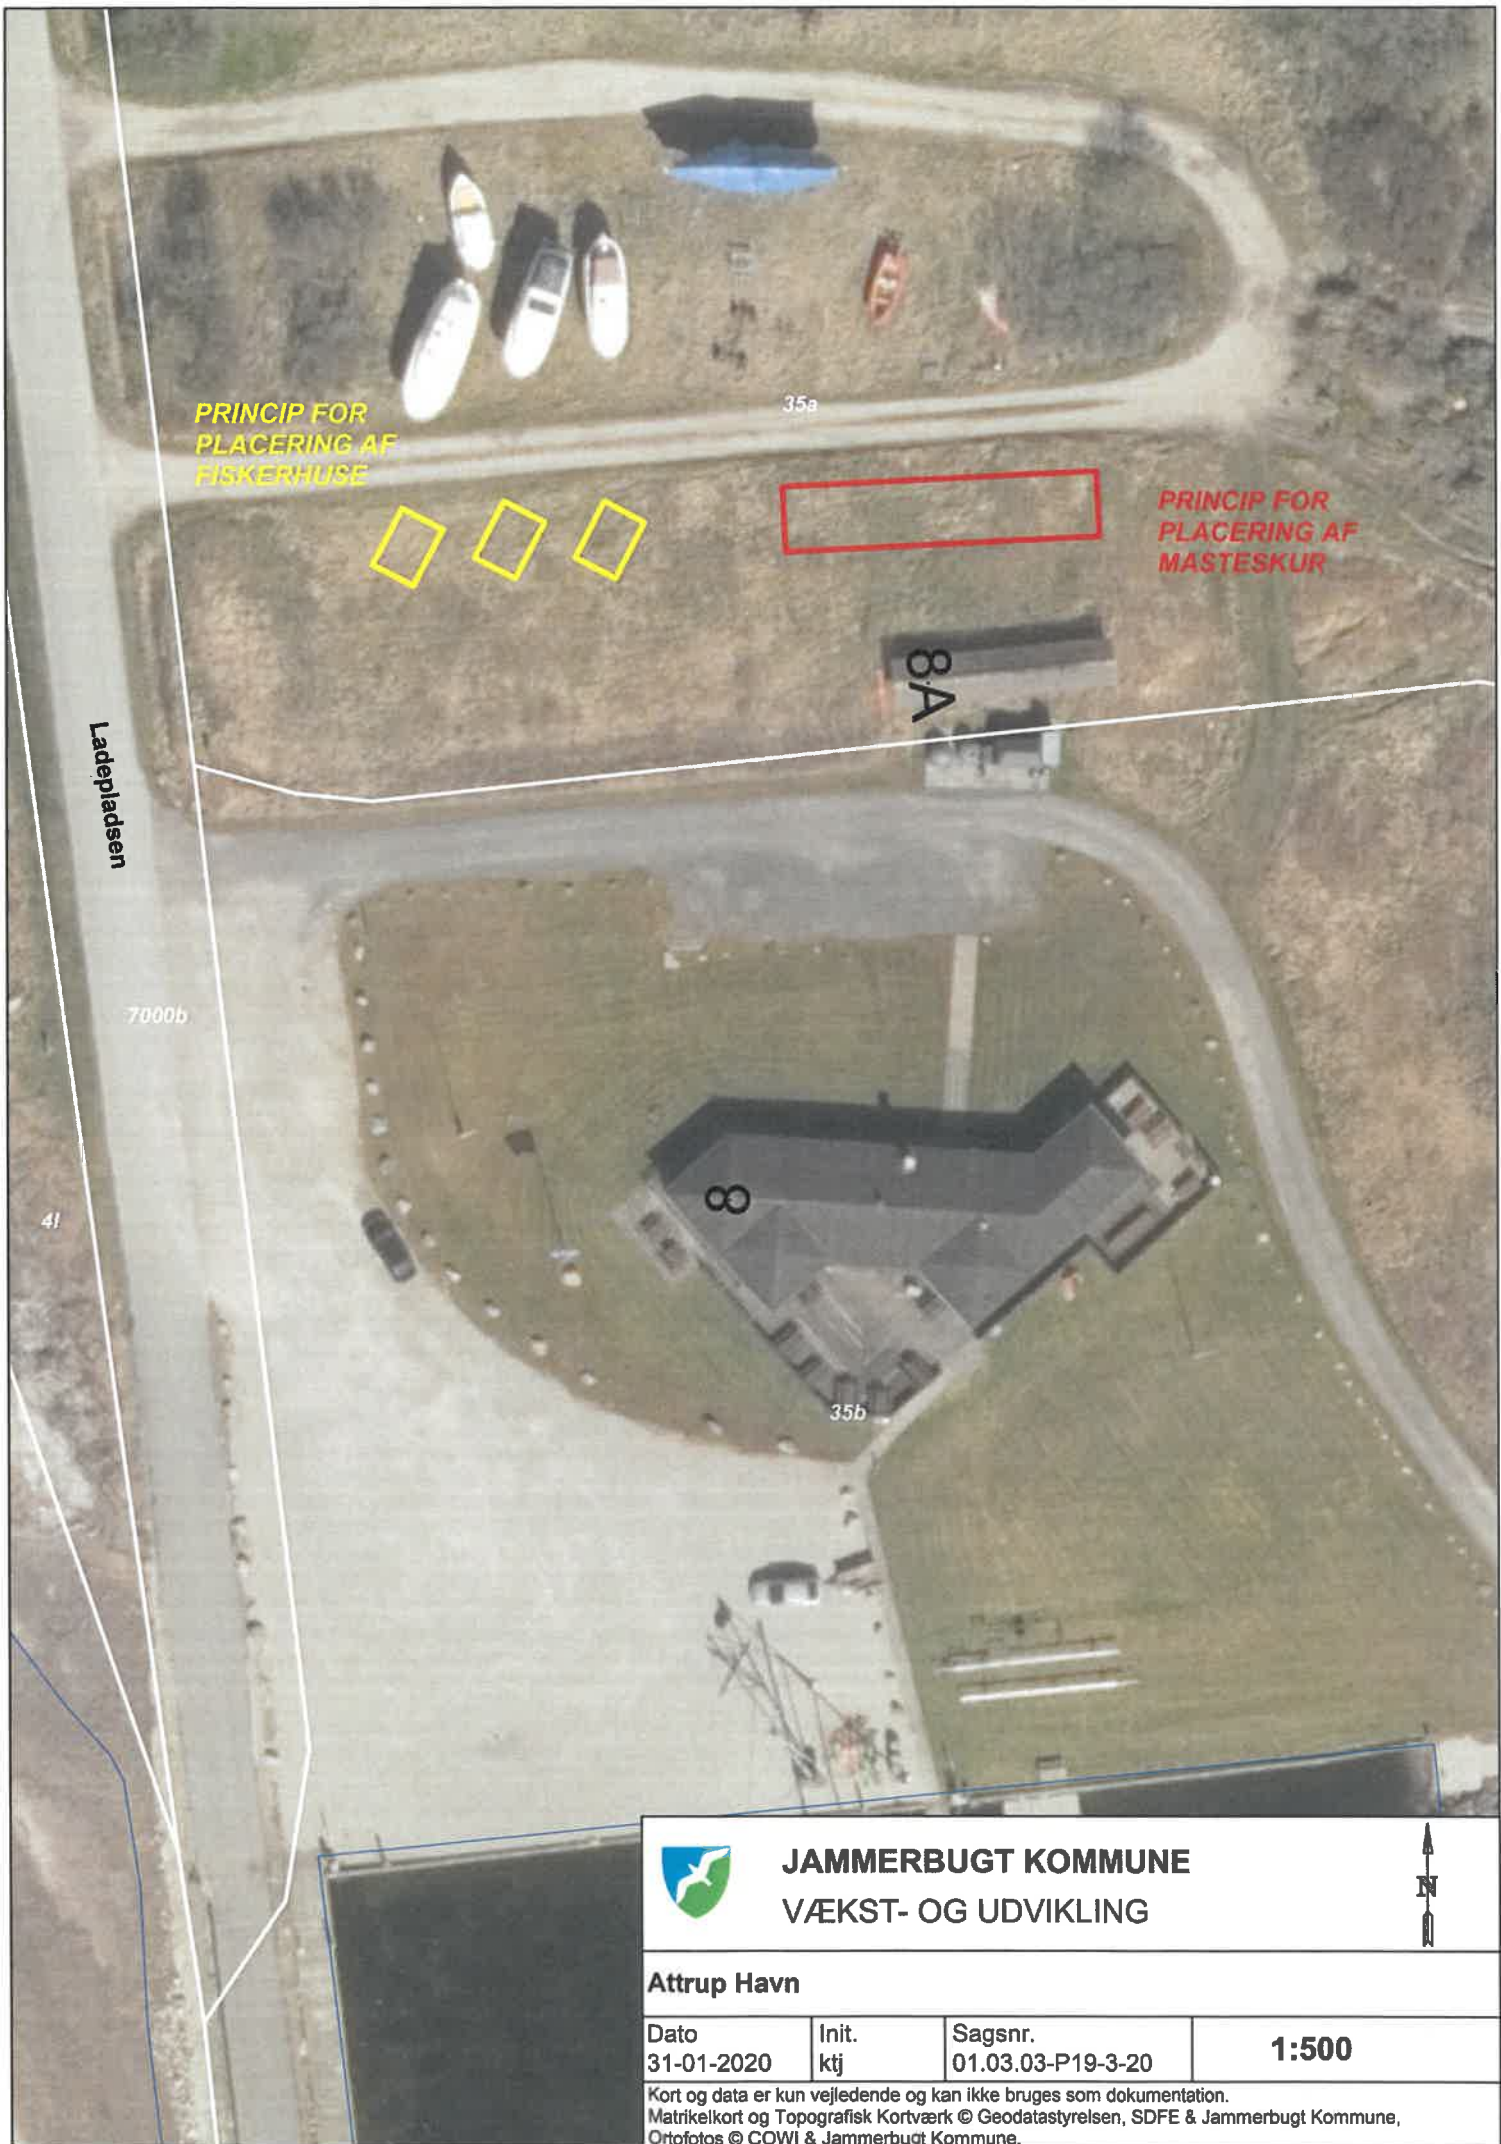 35a
PRINCIP FOR
PLACERING AF
FISKERHUSE
PRINCIP FOR
PLACERING AF
MASTESKUR
8A
Ladepladsen
7000b
8
4l
35b
JAMMERBUGT KOMMUNE
VÆKST- OG UDVIKLING
N
Attrup Havn
Dato
31-01-2020
Init.
ktj
Sagsnr.
01.03.03-P19-3-20
1:500
Kort og data er kun vejledende og kan ikke bruges som dokumentation.
Matrikelkort og Topografisk Kortværk © Geodatastyrelsen, SDFE & Jammerbugt Kommune,
Ortofotos © COWI & Jammerbugt Kommune.